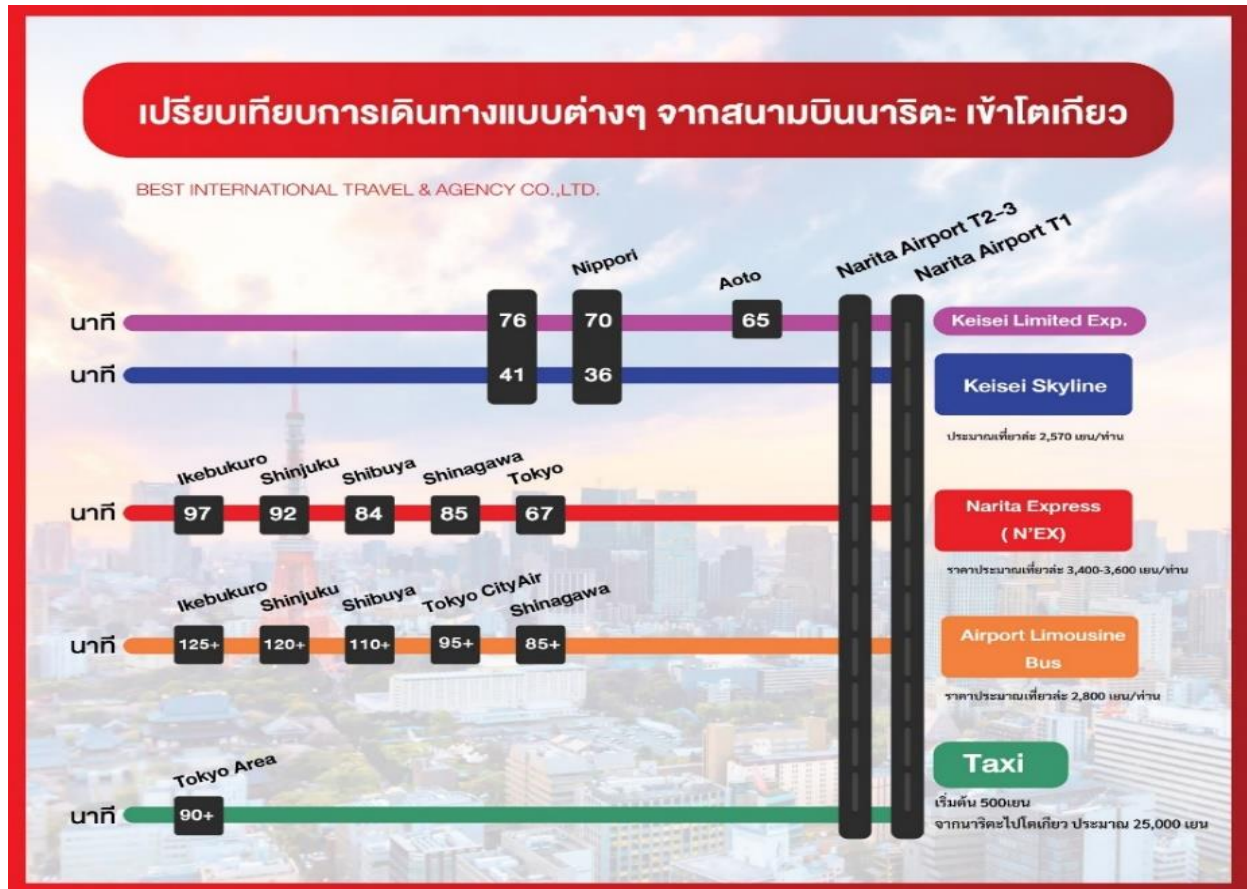 เปรียบเทียบการเดินทางแบบต่างๆ จากสนามบินนาริตะ เข้าโตเกียว
BEST INTERNATIONAL TRAVEL & AGENCY CO.,LTD.
Nippori
Aoto
Narita Airport T2-3
Narita Airport T1
นาที
76
70
65
Keisei Limited Exp.
นาที
41
36
Keisei Skyline
ประมาณเที่ยวล่ะ 2,570 เยน/ท่าน
Ikebukuro
Shinjuku
Shibuya
Shinagawa
Tokyo
นาที
97
92
84
85
67
Narita Express
( N'EX)
ราคาประมาณเที่ยวล่ะ 3,400-3,600 เยน/ท่าน
Ikebukuro
Shinjuku
Shibuya
Tokyo CityAir
Shinagawa
นาที
125+
120+
110+
95+
85+
Airport Limousine
Bus
ราคาประมาณเที่ยวล่ะ 2,800 เยน/ท่าน
Tokyo Area
นาที
90+
Taxi
เริ่มต้น 500เยน
จากนาริตะไปโตเกียว ประมาณ 25,000 เยน